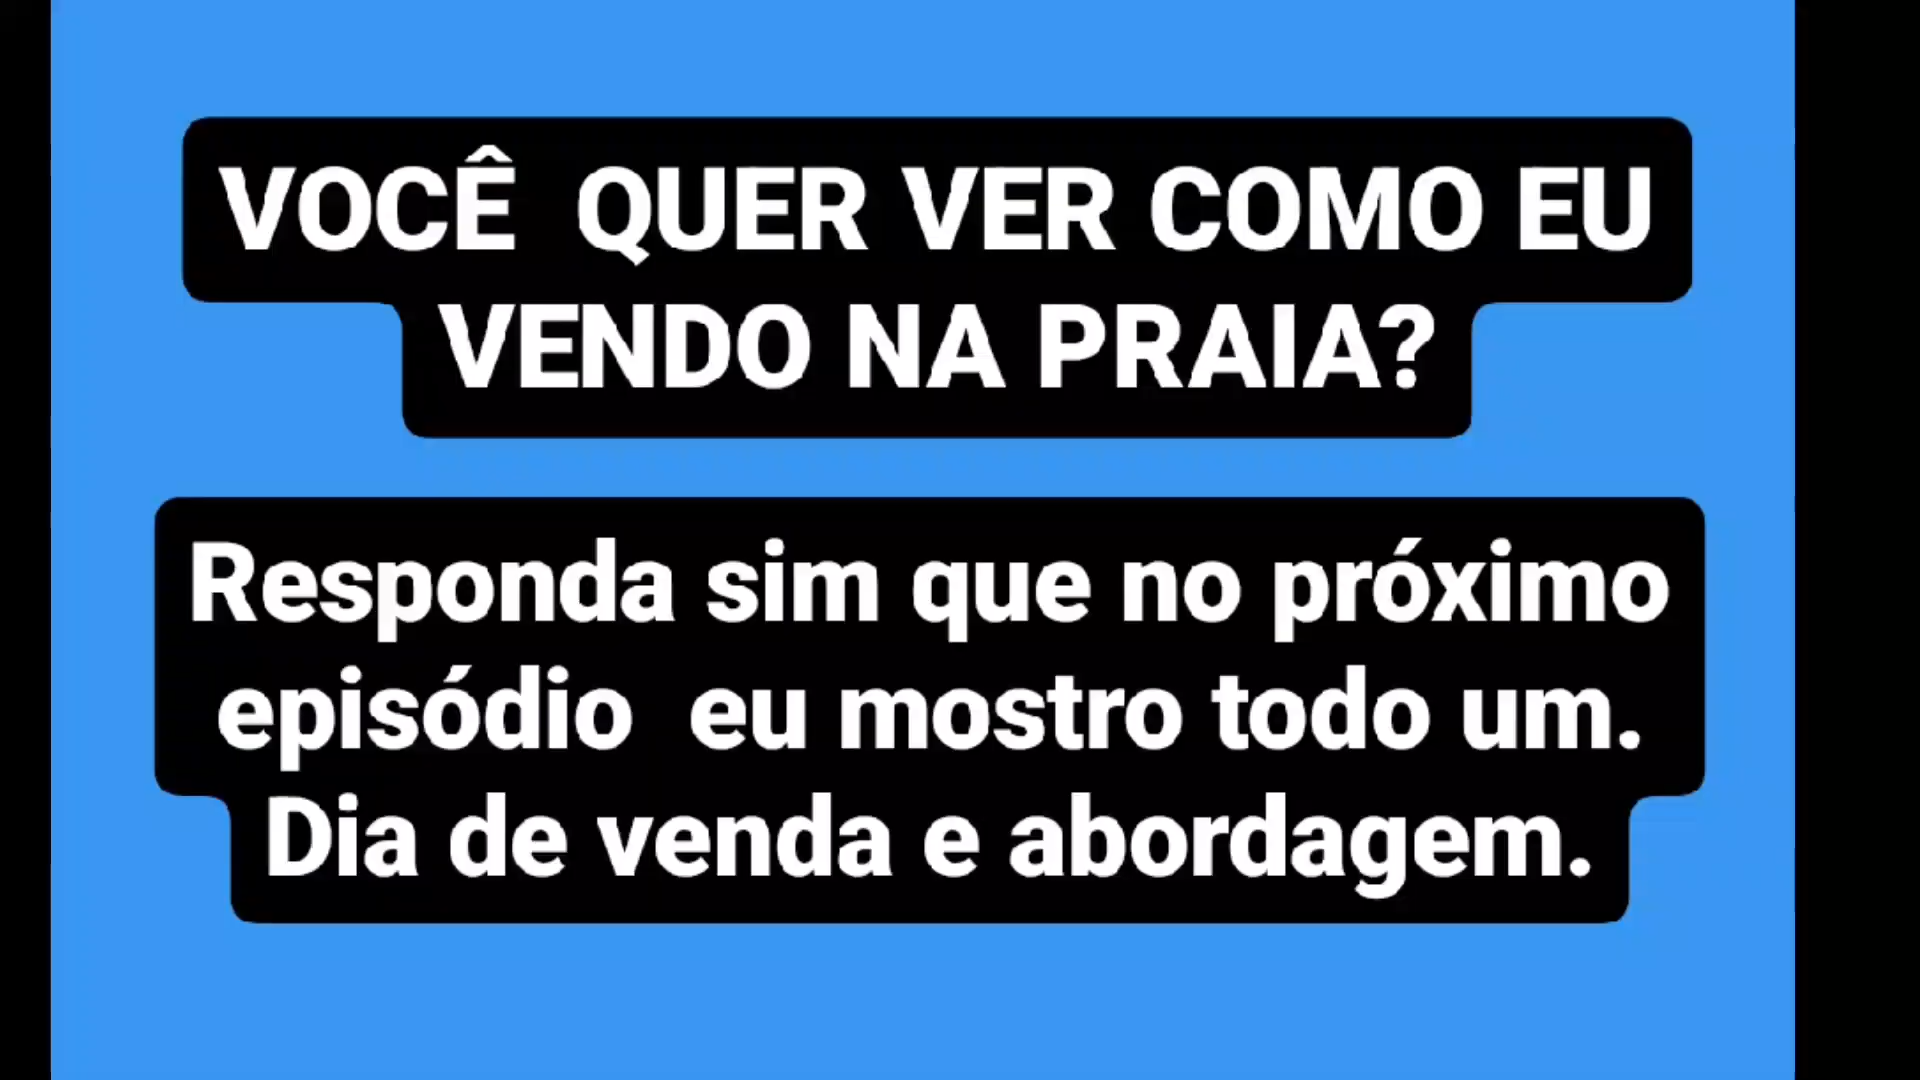 VOCÊ  QUER VER COMO EU
VENDO NA PRAIA?
Responda sim que no próximo
episódio  eu mostro todo um.
Dia de venda e abordagem.